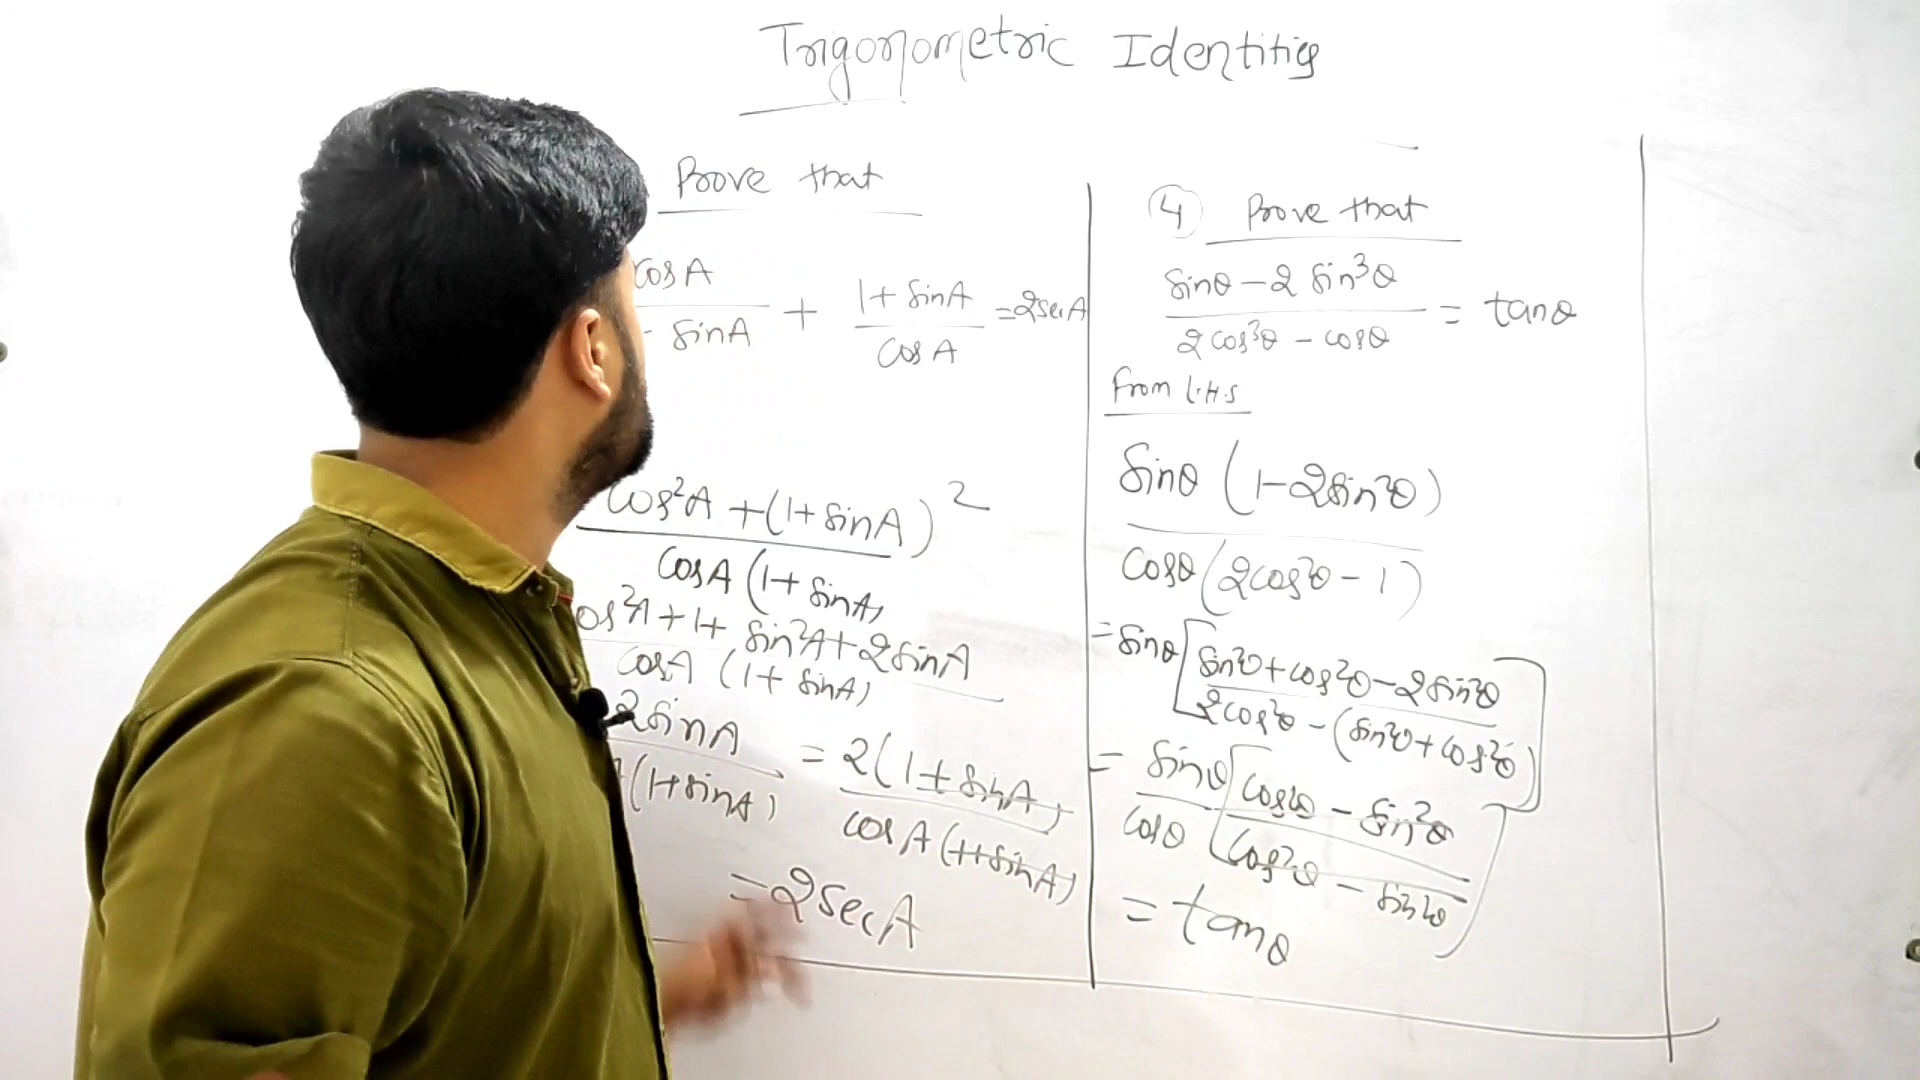 Trigonometric Identities
Prove that
cosA / - sinA + 1+ sinA / cosA = 2secA
cos²A + (1+ sinA)²
cosA (1+ sinA)
cos²A + 1 + sin²A + 2sinA
cosA (1+ sinA)
2sinA / (1+sinA) = 2(1+sinA) / cosA (1+sinA)
= 2secA
④ Prove that
sinθ - 2 sin³θ / 2cos³θ - cosθ = tanθ
From L.H.S
sinθ (1-2sin²θ)
cosθ (2cos²θ - 1)
= sinθ [sin²θ + cos²θ - 2sin²θ / 2cos²θ - (sin²θ + cos²θ)]
= sinθ / cosθ [cos²θ - sin²θ / cos²θ - sin²θ]
= tanθ